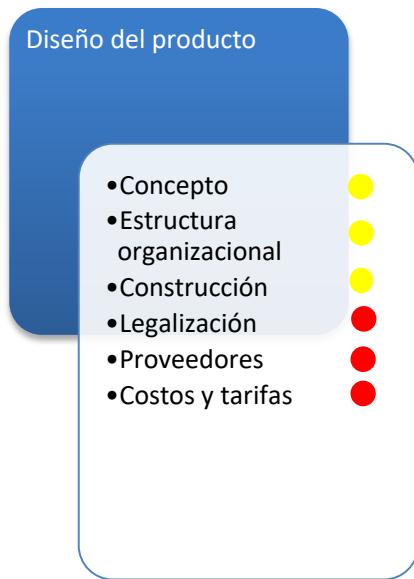 Diseño del producto
•Concepto
•Estructura
organizacional
•Construcción
•Legalización
•Proveedores
•Costos y tarifas